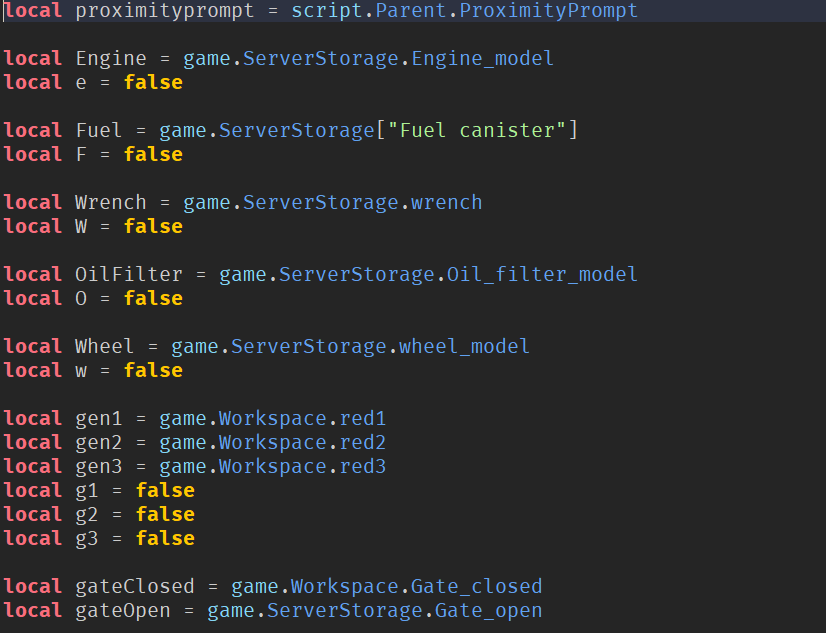 local proximityprompt = script.Parent.ProximityPrompt
local Engine = game.ServerStorage.Engine_model
local e = false
local Fuel = game.ServerStorage["Fuel canister"]
local F = false
local Wrench = game.ServerStorage.wrench
local W = false
local OilFilter = game.ServerStorage.Oil_filter_model
local O = false
local Wheel = game.ServerStorage.wheel_model
local w = false
local gen1 = game.Workspace.red1
local gen2 = game.Workspace.red2
local gen3 = game.Workspace.red3
local g1 = false
local g2 = false
local g3 = false
local gateClosed = game.Workspace.Gate_closed
local gateOpen = game.ServerStorage.Gate_open